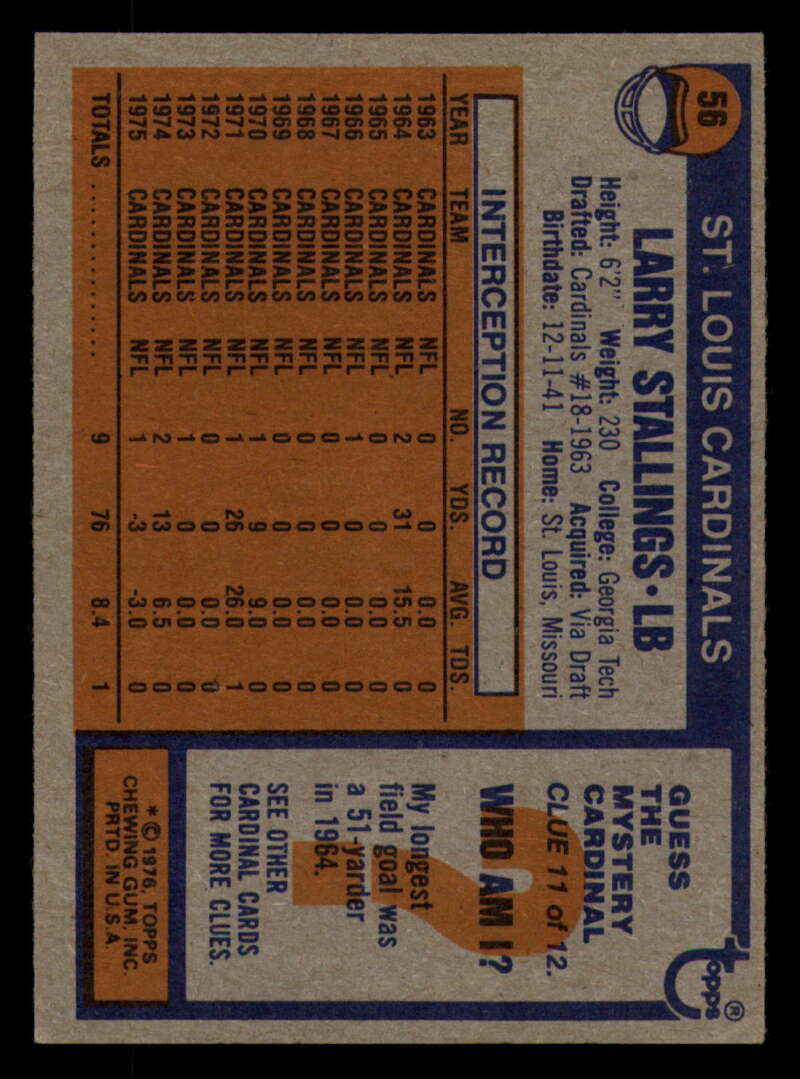 56
ST. LOUIS CARDINALS
LARRY STALLINGS • LB
Height: 6'2" Weight: 230 College: Georgia Tech
Drafted: Cardinals #18-1963 Acquired: Via Draft
Birthdate: 12-11-41 Home: St. Louis, Missouri
INTERCEPTION RECORD
YEAR TEAM NO. YDS. AVG. TDS.
1963 CARDINALS NFL 0 0 0.0 0
1964 CARDINALS NFL 2 31 15.5 0
1965 CARDINALS NFL 0 0 0.0 0
1966 CARDINALS NFL 1 0 0.0 0
1967 CARDINALS NFL 0 0 0.0 0
1968 CARDINALS NFL 0 0 0.0 0
1969 CARDINALS NFL 0 0 0.0 0
1970 CARDINALS NFL 1 9 9.0 0
1971 CARDINALS NFL 1 26 26.0 1
1972 CARDINALS NFL 0 0 0.0 0
1973 CARDINALS NFL 1 0 0.0 0
1974 CARDINALS NFL 2 13 6.5 0
1975 CARDINALS NFL 1 -3 -3.0 0
TOTALS .................. 9 76 8.4 1
topps®
GUESS
THE
MYSTERY
CARDINAL
CLUE 11 of 12.
WHO AM I?
?
My longest
field goal was
a 51-yarder
in 1964.
SEE OTHER
CARDINAL CARDS
FOR MORE CLUES.
* © 1976, TOPPS
CHEWING GUM, INC.
PRTD. IN U.S.A.